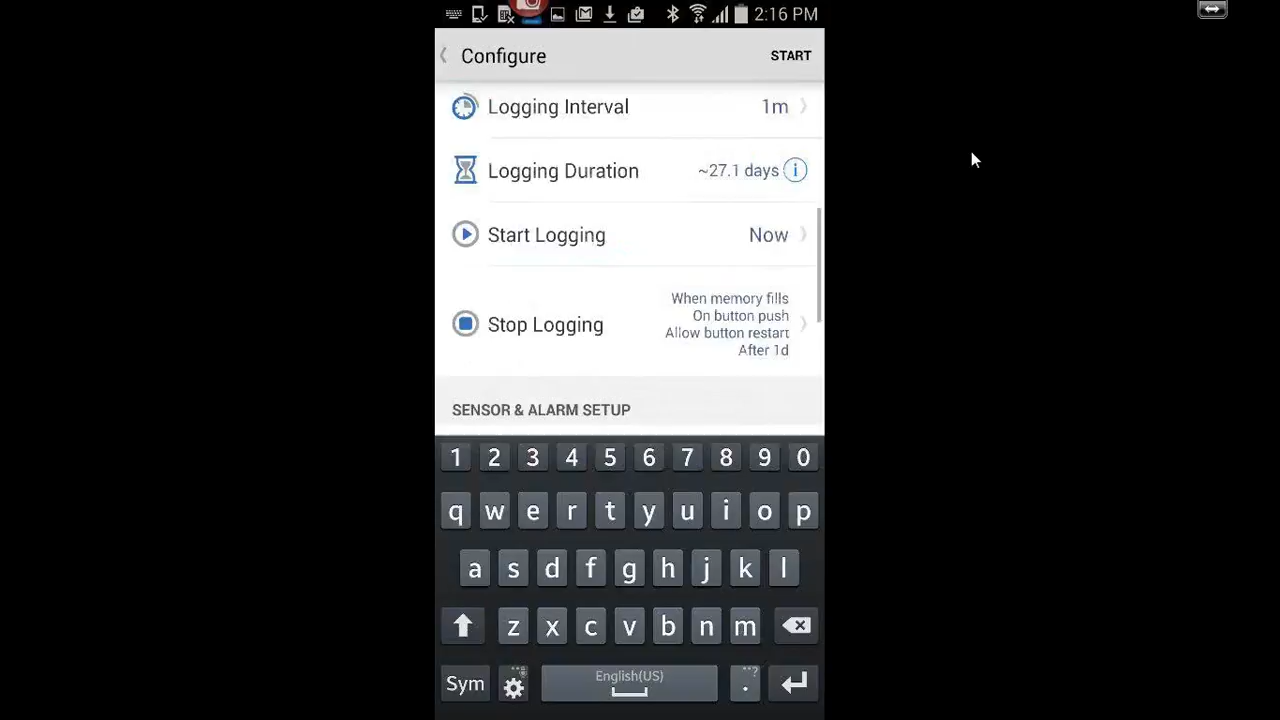 2:16 PM
Configure
START
Logging Interval 1m
Logging Duration ~27.1 days i
Start Logging Now
Stop Logging
When memory fills
On button push
Allow button restart
After 1d
SENSOR & ALARM SETUP
1 2 3 4 5 6 7 8 9 0
q w e r t y u i o p
a s d f g h j k l
z x c v b n m
Sym English(US) .